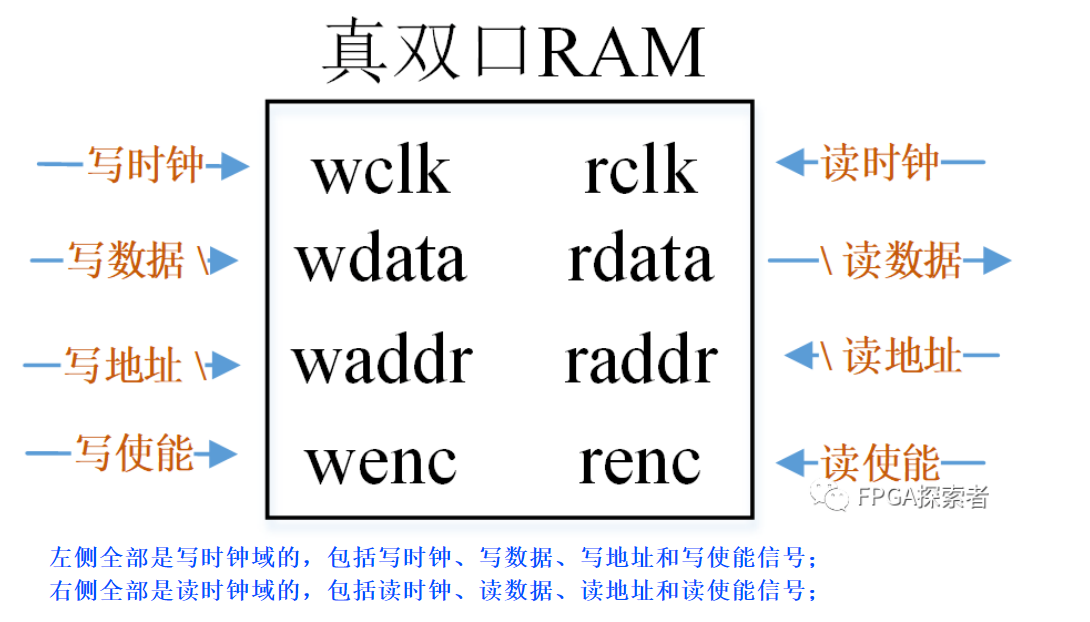 真双口RAM
写时钟 wclk rclk 读时钟
写数据 \ wdata rdata \ 读数据
写地址 \ waddr raddr \ 读地址
写使能 wenc renc 读使能
FPGA探索者
左侧全部是写时钟域的，包括写时钟、写数据、写地址和写使能信号；
右侧全部是读时钟域的，包括读时钟、读数据、读地址和读使能信号；